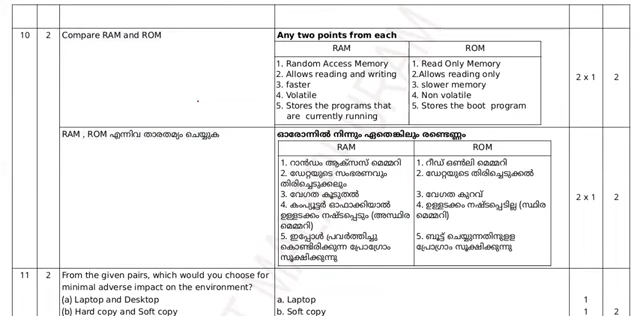 10 2 Compare RAM and ROM Any two points from each
RAM ROM
1. Random Access Memory 1. Read Only Memory
2. Allows reading and writing 2.Allows reading only
3. faster 3. slower memory
4. Volatile 4. Non volatile
5. Stores the programs that 5. Stores the boot program
are currently running
2 x 1 2
RAM , ROM എന്നിവ താരതമ്യം ചെയ്യുക ഓരോന്നിൽ നിന്നും ഏതെങ്കിലും രണ്ടെണ്ണം
RAM ROM
1. റാൻഡം ആക്സസ് മെമ്മറി 1. റീഡ് ഒൺലി മെമ്മറി
2. ഡേറ്റയുടെ സംഭരണവും 2. ഡേറ്റയുടെ തിരിച്ചെടുക്കൽ
തിരിച്ചെടുക്കലും
3. വേഗത കൂടുതൽ 3. വേഗത കുറവ്
4. കംപ്യൂട്ടർ ഓഫാക്കിയാൽ 4. ഉള്ളടക്കം നഷ്ടപ്പെടില്ല (സ്ഥിര
ഉള്ളടക്കം നഷ്ടപ്പെടും (അസ്ഥിര മെമ്മറി)
മെമ്മറി)
5. ഇപ്പോൾ പ്രവർത്തിച്ചു 5. ബൂട്ട് ചെയ്യുന്നതിനുളള
കൊണ്ടിരിക്കുന്ന പ്രോഗ്രാം പ്രോഗ്രാം സൂക്ഷിക്കുന്നു
സൂക്ഷിക്കുന്നു
2 x 1 2
11 2 From the given pairs, which would you choose for
minimal adverse impact on the environment?
(a) Laptop and Desktop a. Laptop 1
(b) Hard copy and Soft copy b. Soft copy 1 2